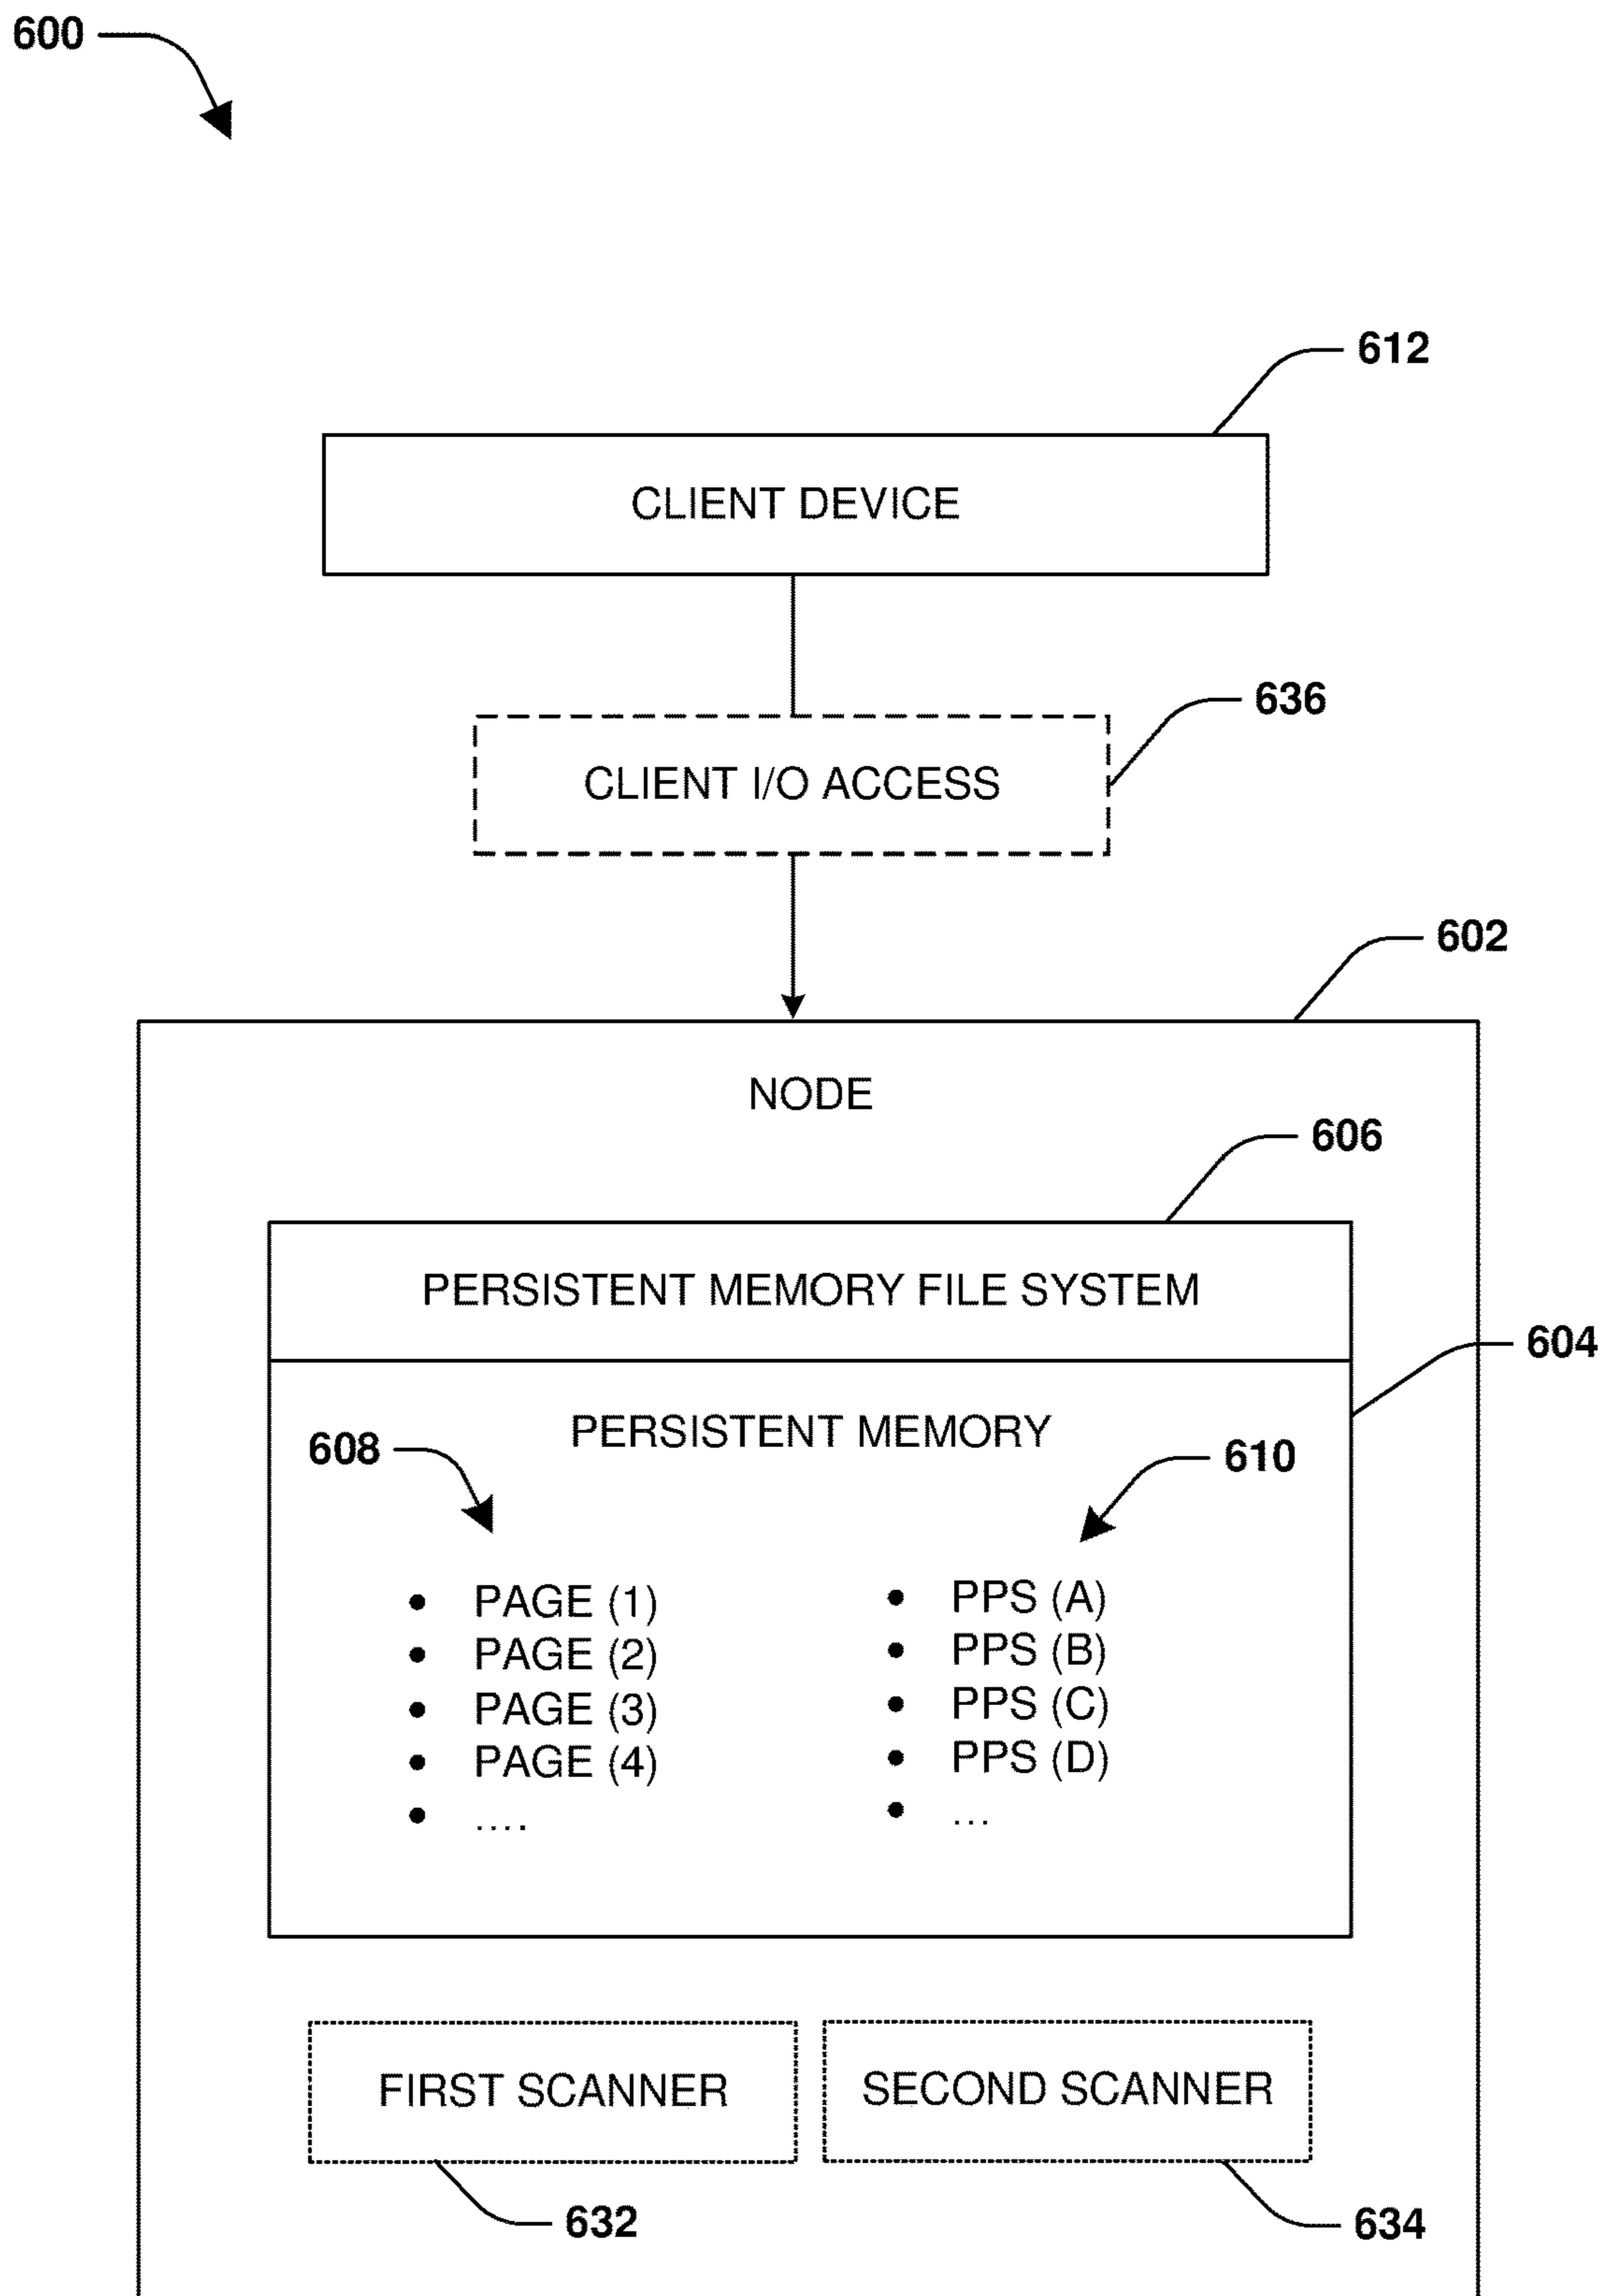 600
612
CLIENT DEVICE
636
CLIENT I/O ACCESS
602
NODE
606
PERSISTENT MEMORY FILE SYSTEM
604
PERSISTENT MEMORY
608
610
• PAGE (1)
• PAGE (2)
• PAGE (3)
• PAGE (4)
• ....
• PPS (A)
• PPS (B)
• PPS (C)
• PPS (D)
• ...
FIRST SCANNER
SECOND SCANNER
632
634